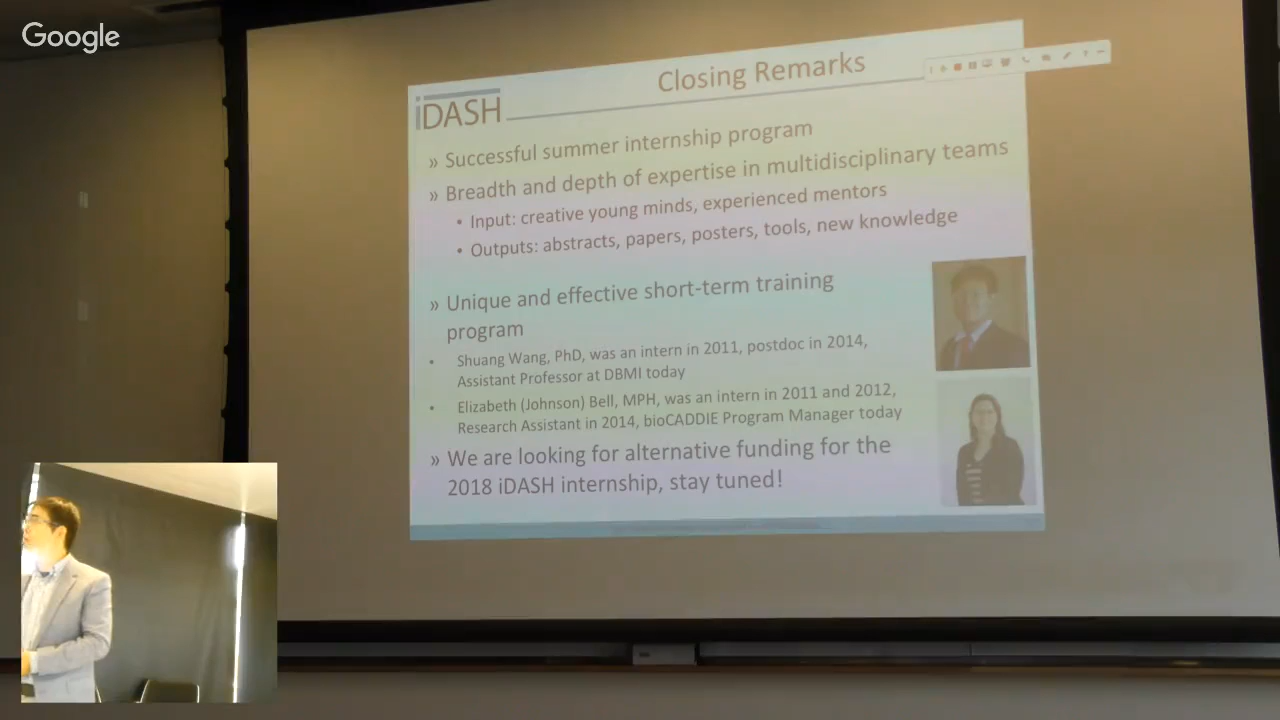 Google
Closing Remarks
iDASH
» Successful summer internship program
» Breadth and depth of expertise in multidisciplinary teams
• Input: creative young minds, experienced mentors
• Outputs: abstracts, papers, posters, tools, new knowledge
» Unique and effective short-term training
program
• Shuang Wang, PhD, was an intern in 2011, postdoc in 2014,
Assistant Professor at DBMI today
• Elizabeth (Johnson) Bell, MPH, was an intern in 2011 and 2012,
Research Assistant in 2014, bioCADDIE Program Manager today
» We are looking for alternative funding for the
2018 iDASH internship, stay tuned!